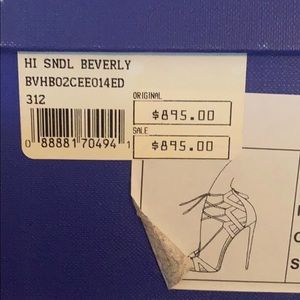 HI SNDL BEVERLY
BVHB02CEE014ED
312
ORIGINAL
$895.00
SALE
$895.00
0 88881 70494 1